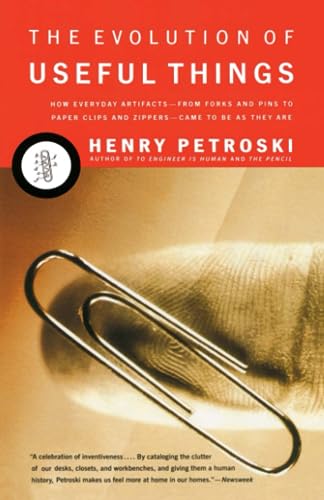 THE EVOLUTION OF
USEFUL THINGS
HOW EVERYDAY ARTIFACTS—FROM FORKS AND PINS TO
PAPER CLIPS AND ZIPPERS—CAME TO BE AS THEY ARE
HENRY PETROSKI
AUTHOR OF TO ENGINEER IS HUMAN AND THE PENCIL
"A celebration of inventiveness.... By cataloging the clutter
of our desks, closets, and workbenches, and giving them a human
history, Petroski makes us feel more at home in our homes."—Newsweek